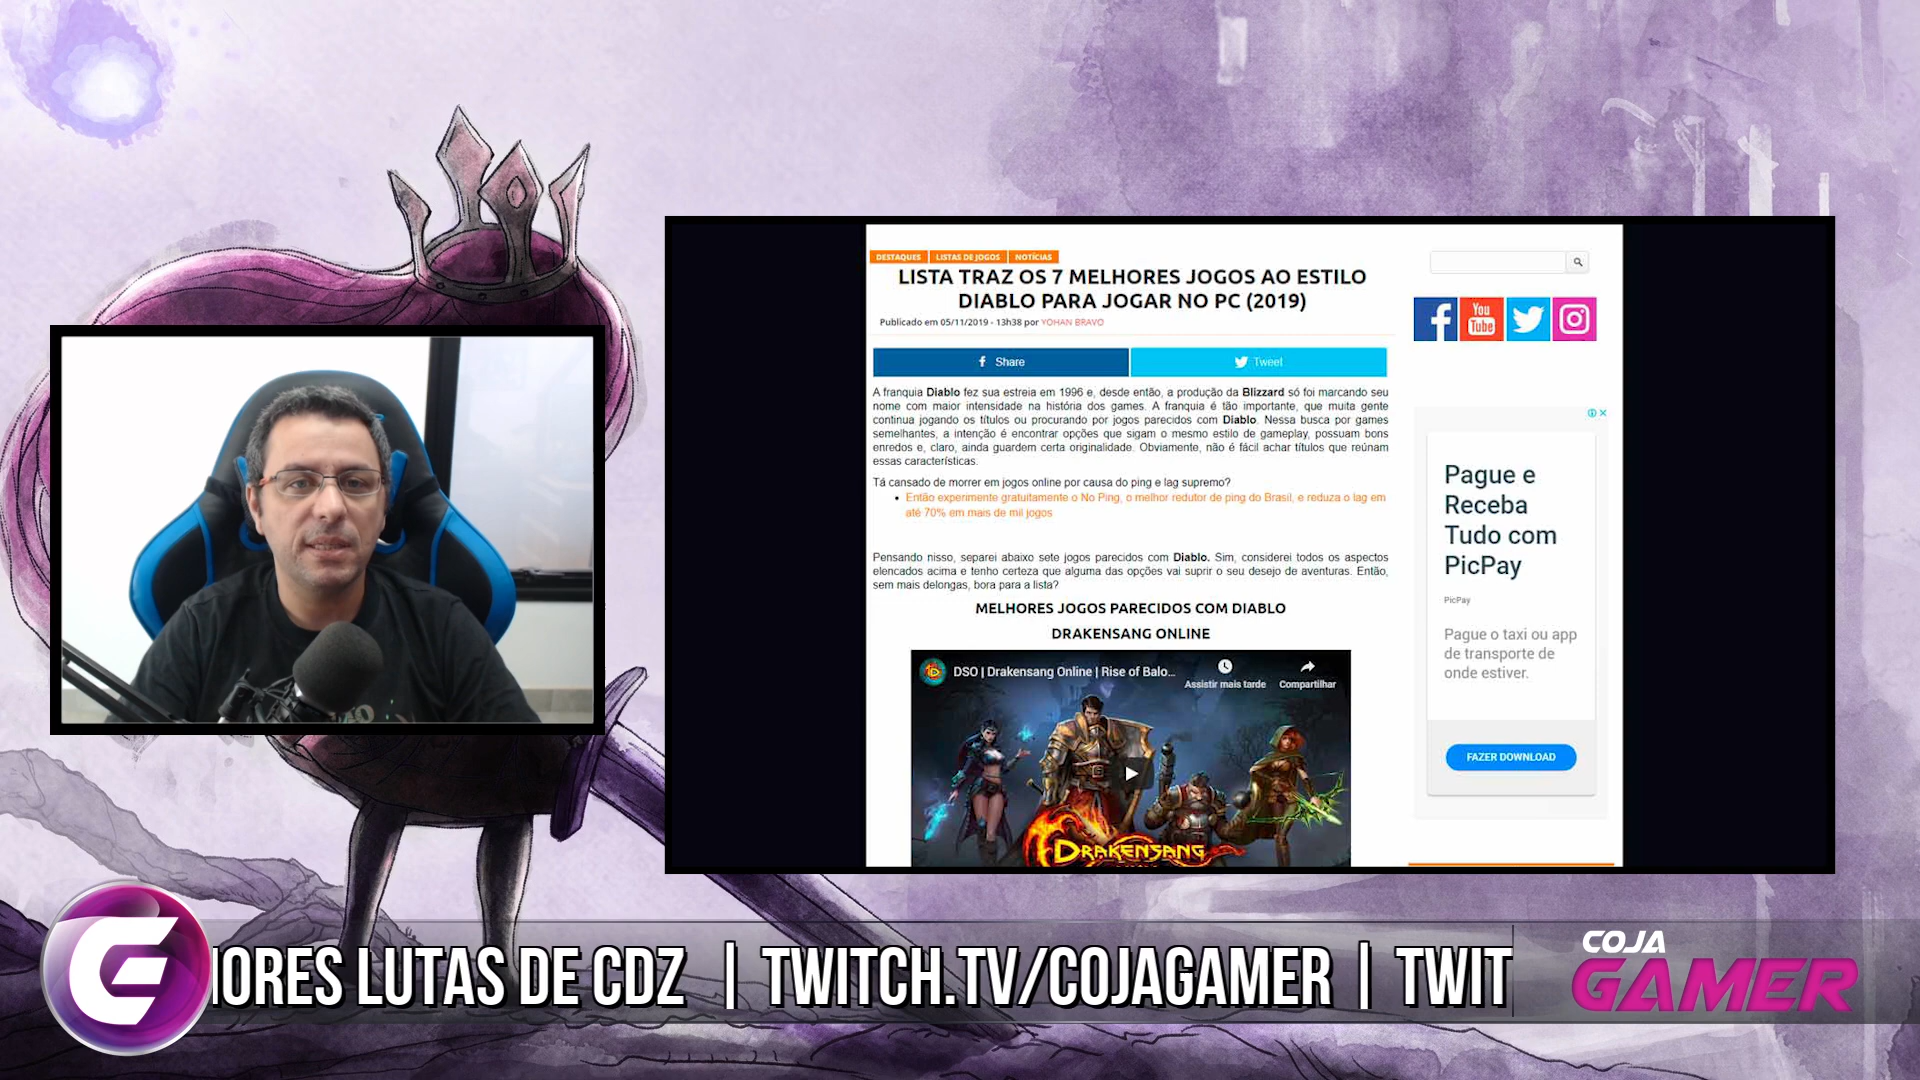 DESTAQUES LISTAS DE JOGOS NOTÍCIAS
LISTA TRAZ OS 7 MELHORES JOGOS AO ESTILO
DIABLO PARA JOGAR NO PC (2019)
Publicado em 05/11/2019 - 13h38 por YOHAN BRAVO
Share
Tweet
A franquia Diablo fez sua estreia em 1996 e, desde então, a produção da Blizzard só foi marcando seu
nome com maior intensidade na história dos games. A franquia é tão importante, que muita gente
continua jogando os títulos ou procurando por jogos parecidos com Diablo. Nessa busca por games
semelhantes, a intenção é encontrar opções que sigam o mesmo estilo de gameplay, possuam bons
enredos e, claro, ainda guardem certa originalidade. Obviamente, não é fácil achar títulos que reúnam
essas características.
Tá cansado de morrer em jogos online por causa do ping e lag supremo?
• Então experimente gratuitamente o No Ping, o melhor redutor de ping do Brasil, e reduza o lag em
até 70% em mais de mil jogos
Pensando nisso, separei abaixo sete jogos parecidos com Diablo. Sim, considerei todos os aspectos
elencados acima e tenho certeza que alguma das opções vai suprir o seu desejo de aventuras. Então,
sem mais delongas, bora para a lista?
MELHORES JOGOS PARECIDOS COM DIABLO
DRAKENSANG ONLINE
DSO | Drakensang Online | Rise of Balo...
Assistir mais tarde
Compartilhar
DRAKENSANG
You
Tube
Pague e
Receba
Tudo com
PicPay
PicPay
Pague o taxi ou app
de transporte de
onde estiver.
FAZER DOWNLOAD
IORES LUTAS DE CDZ | TWITCH.TV/COJAGAMER | TWIT
COJA
GAMER